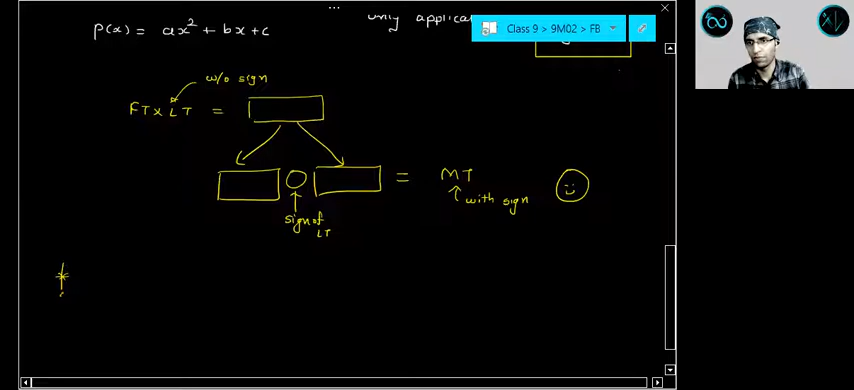 P(x) = ax² + bx + c
only applica
Class 9 > 9M02 > FB
w/o sign
FT x LT =
= MT
with sign
sign of
LT